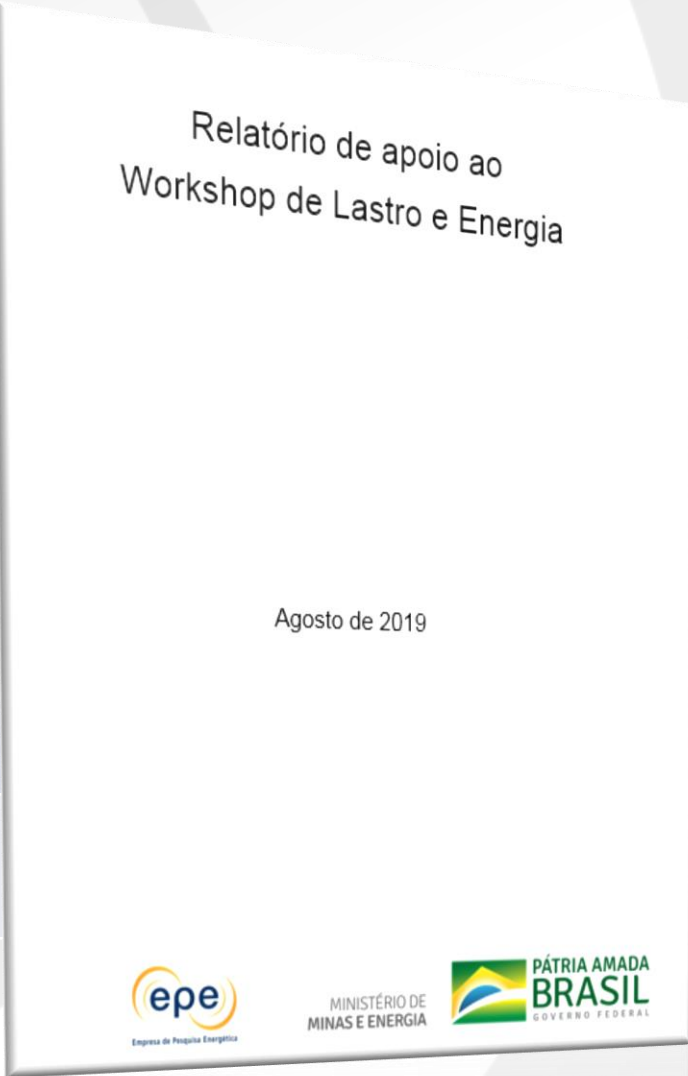 Relatório de apoio ao
Workshop de Lastro e Energia
Agosto de 2019
epe
Empresa de Pesquisa Energética
MINISTÉRIO DE
MINAS E ENERGIA
PÁTRIA AMADA
BRASIL
GOVERNO FEDERAL